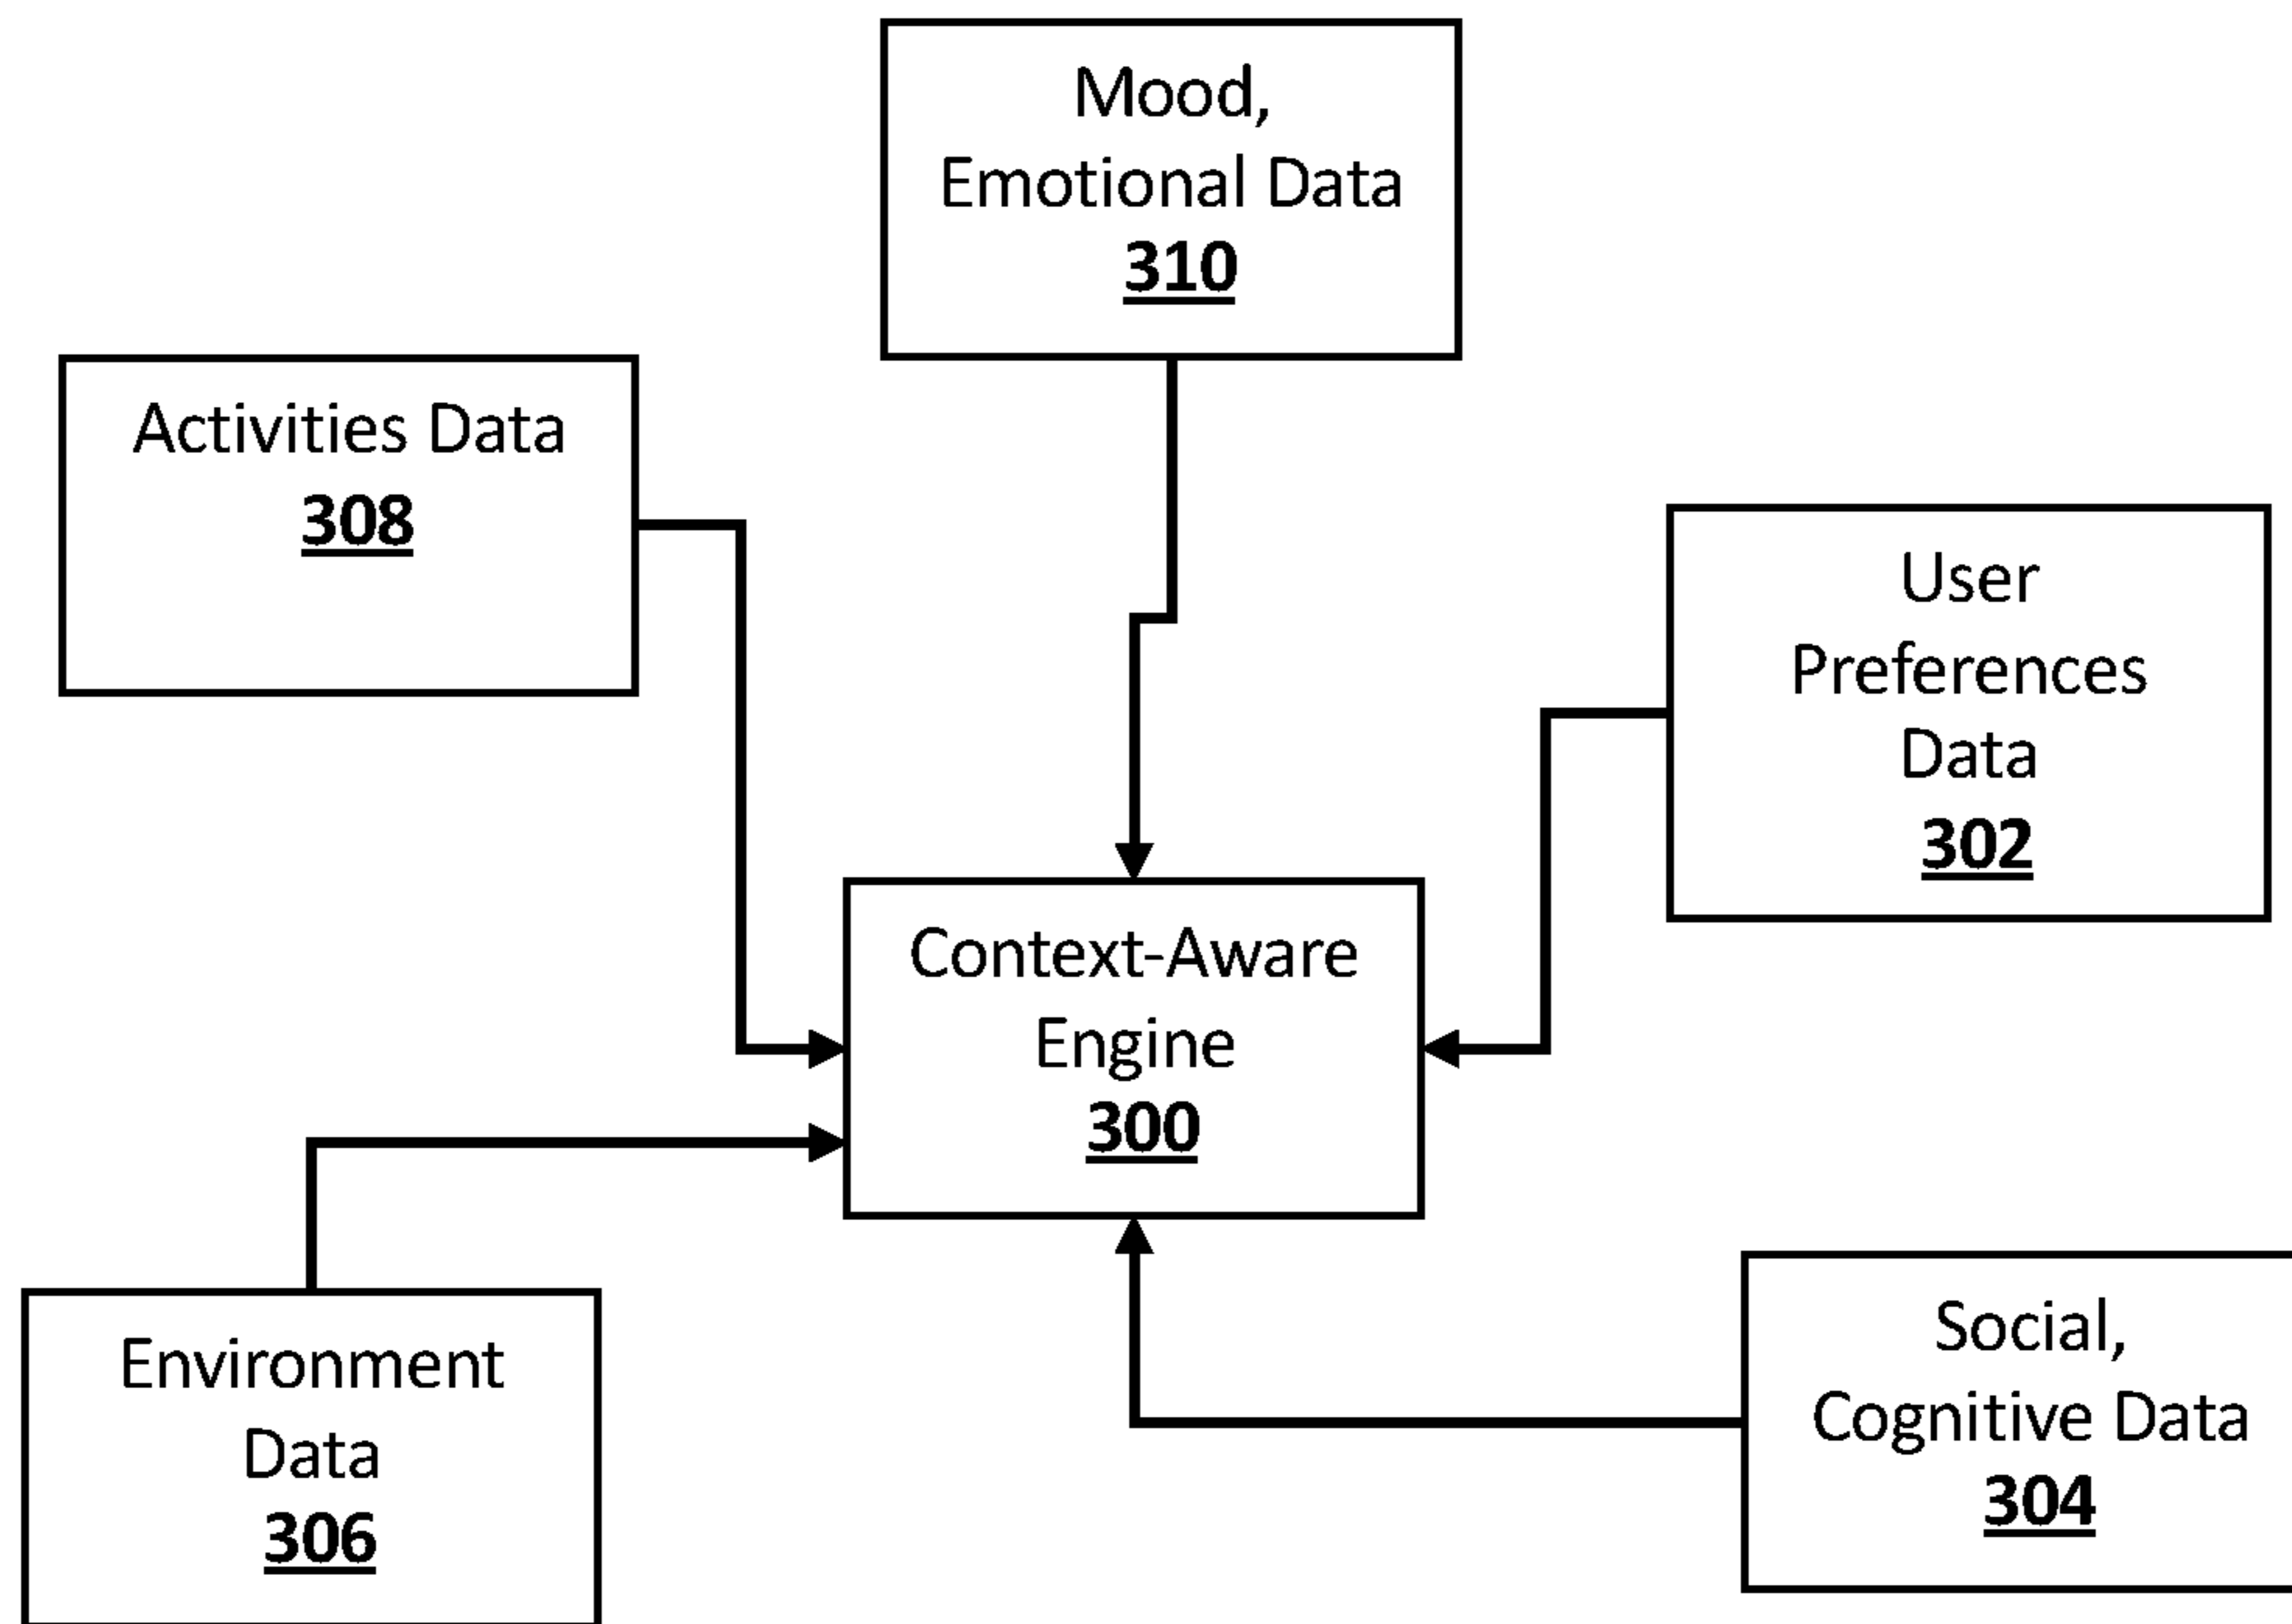 Mood,
Emotional Data
310
Activities Data
308
User
Preferences
Data
302
Context-Aware
Engine
300
Environment
Data
306
Social,
Cognitive Data
304